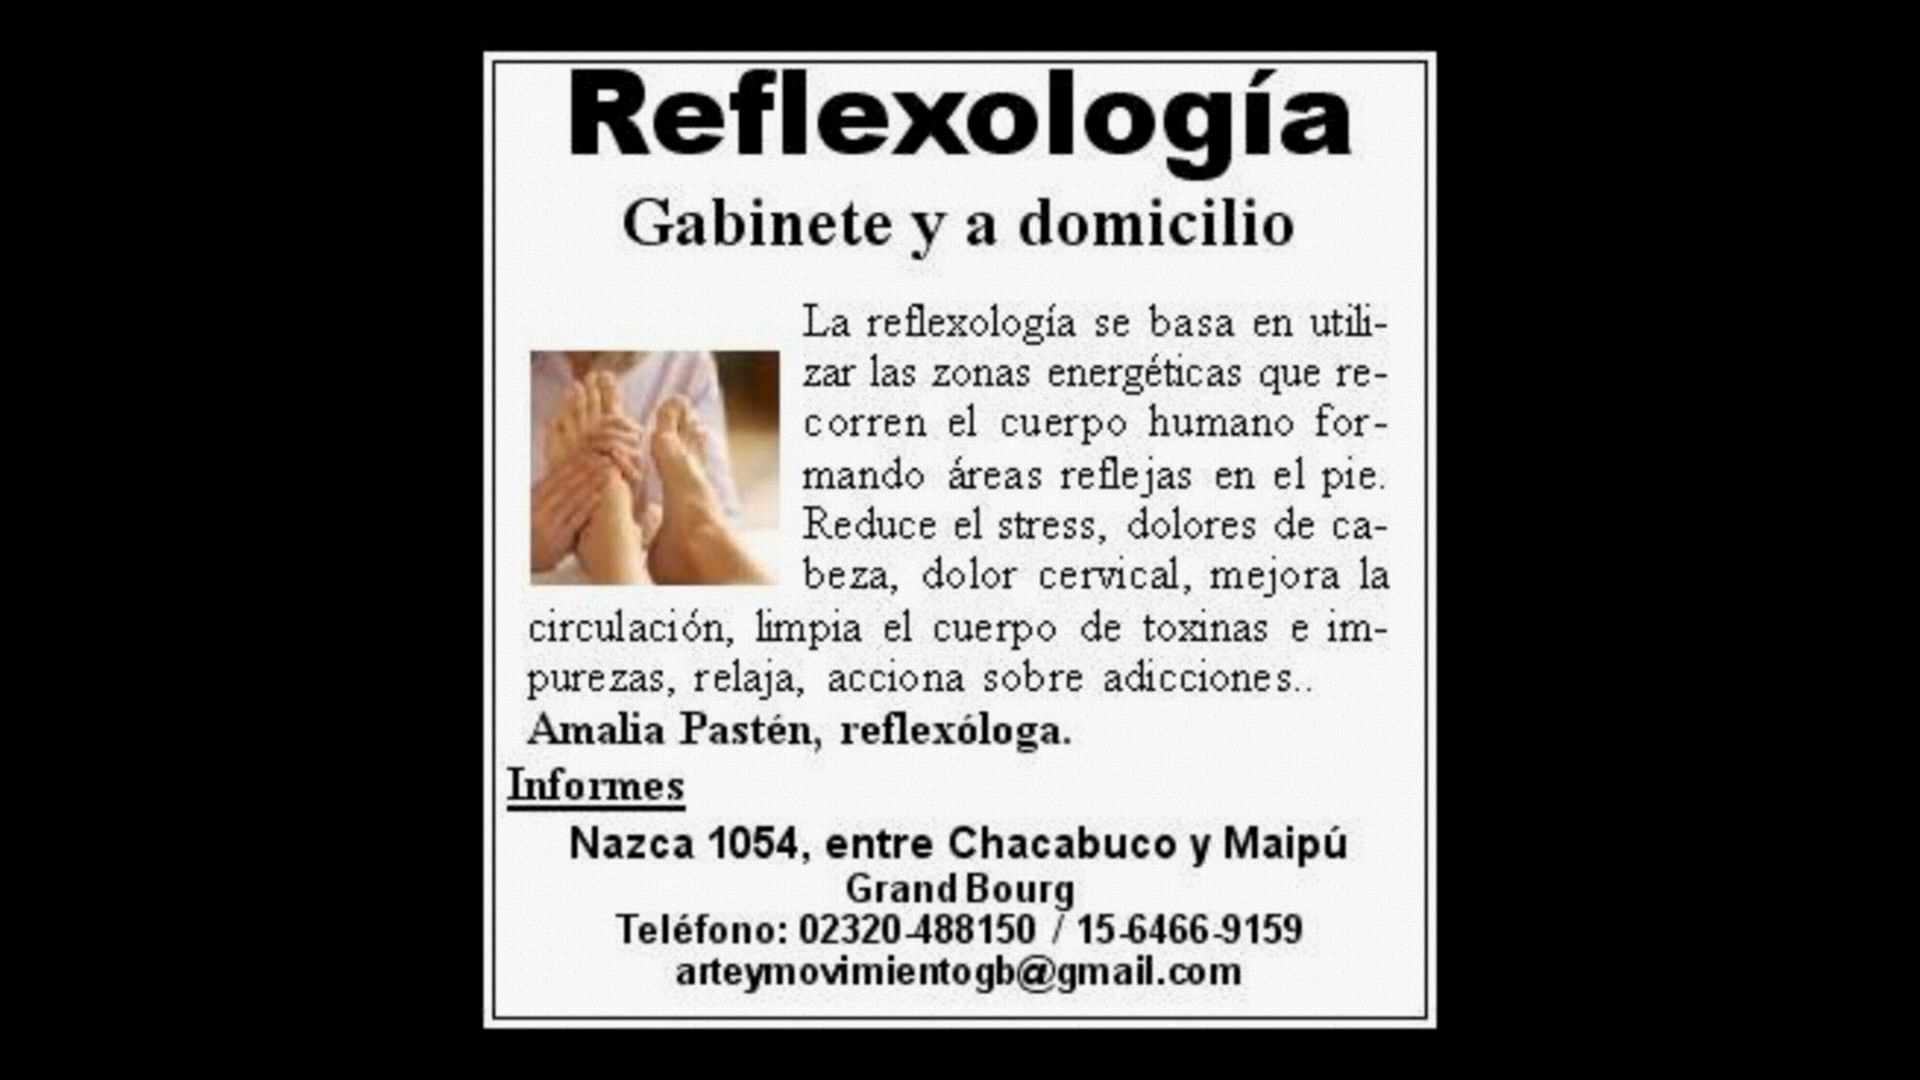 Reflexología
Gabinete y a domicilio
La reflexología se basa en utili-
zar las zonas energéticas que re-
corren el cuerpo humano for-
mando áreas reflejas en el pie.
Reduce el stress, dolores de ca-
beza, dolor cervical, mejora la
circulación, limpia el cuerpo de toxinas e im-
purezas, relaja, acciona sobre adicciones..
Amalia Pastén, reflexóloga.
Informes
Nazca 1054, entre Chacabuco y Maipú
Grand Bourg
Teléfono: 02320-488150 / 15-6466-9159
arteymovimientogb@gmail.com